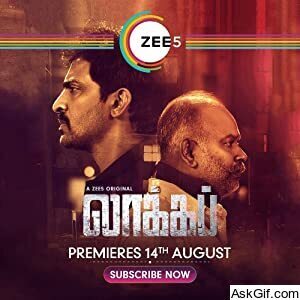 ZEE5
A ZEE5 ORIGINAL
லாக்கப்
PREMIERES 14TH AUGUST
SUBSCRIBE NOW
AskGif.com